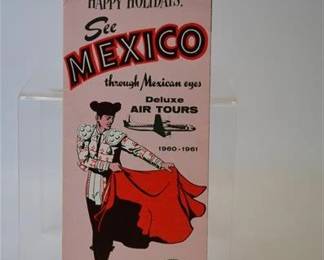 HAPPY HOLIDAYS.
See
MEXICO
through Mexican eyes
Deluxe
AIR TOURS
1960-1961